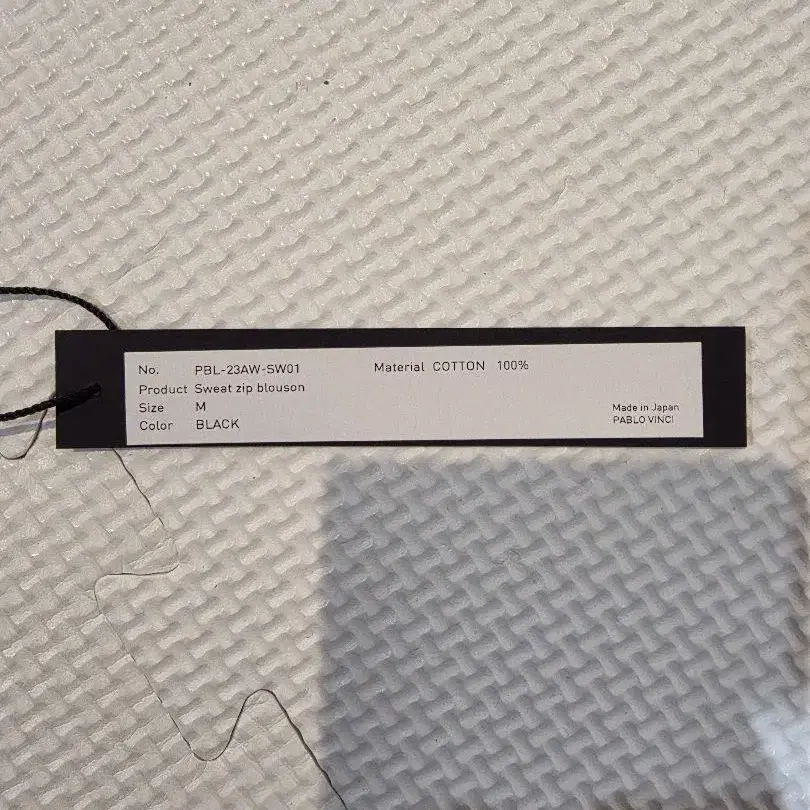 No. PBL-23AW-SW01 Material COTTON 100%
Product Sweat zip blouson
Size M
Color BLACK
Made in Japan
PABLO VINCI